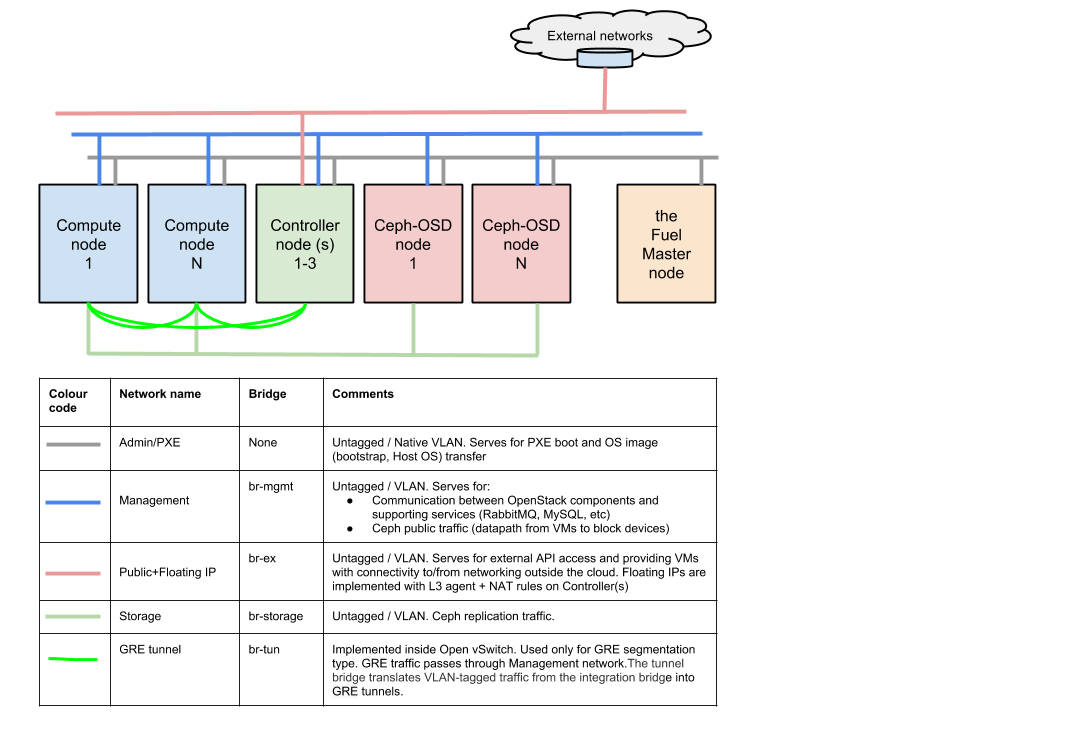 External networks
Compute
node
1
Compute
node
N
Controller
node (s)
1-3
Ceph-OSD
node
1
Ceph-OSD
node
N
the
Fuel
Master
node
Colour
code
Network name
Bridge
Comments
Admin/PXE
None
Untagged / Native VLAN. Serves for PXE boot and OS image
(bootstrap, Host OS) transfer
Management
br-mgmt
Untagged / VLAN. Serves for:
● Communication between OpenStack components and
supporting services (RabbitMQ, MySQL, etc)
● Ceph public traffic (datapath from VMs to block devices)
Public+Floating IP
br-ex
Untagged / VLAN. Serves for external API access and providing VMs
with connectivity to/from networking outside the cloud. Floating IPs are
implemented with L3 agent + NAT rules on Controller(s)
Storage
br-storage
Untagged / VLAN. Ceph replication traffic.
GRE tunnel
br-tun
Implemented inside Open vSwitch. Used only for GRE segmentation
type. GRE traffic passes through Management network.The tunnel
bridge translates VLAN-tagged traffic from the integration bridge into
GRE tunnels.